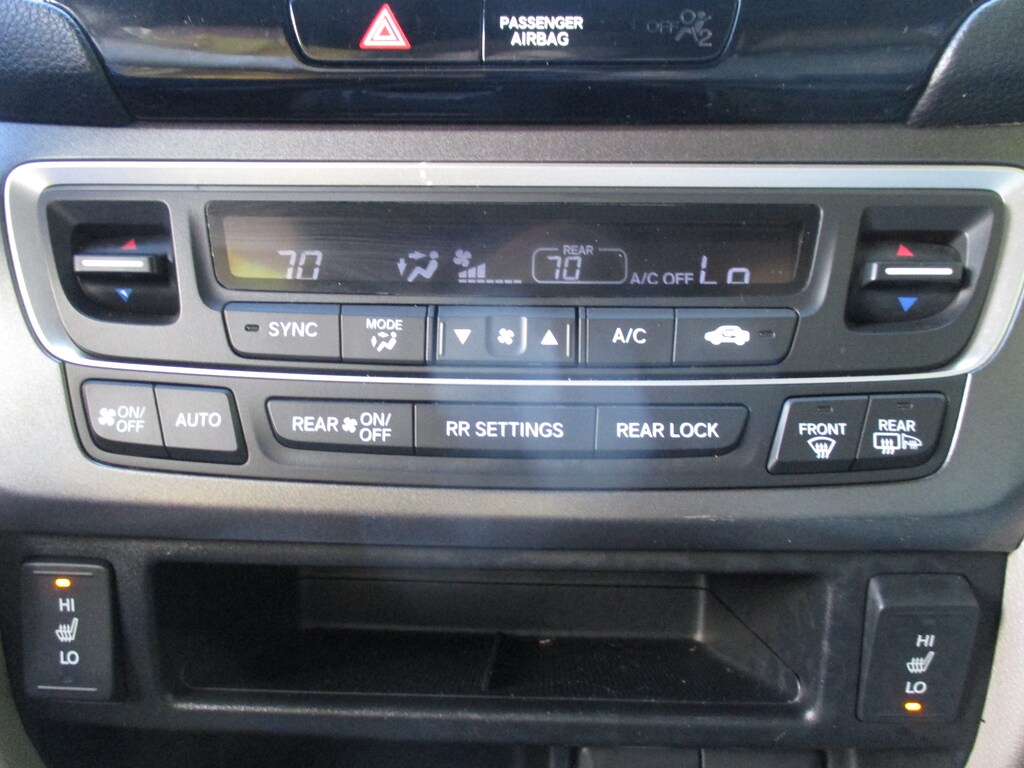 PASSENGER
AIRBAG
OFF
2
70
REAR
70
A/C OFF
Lo
SYNC
MODE
A/C
ON/
OFF
AUTO
REAR
ON/
OFF
RR SETTINGS
REAR LOCK
FRONT
REAR
HI
LO
HI
LO